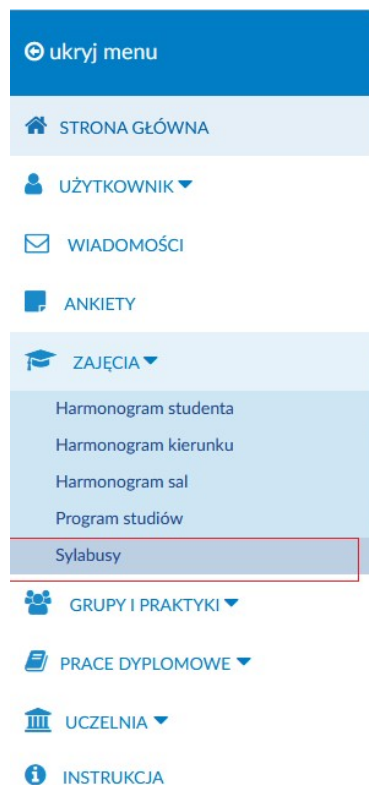 ukryj menu
STRONA GŁÓWNA
UŻYTKOWNIK
WIADOMOŚCI
ANKIETY
ZAJĘCIA
Harmonogram studenta
Harmonogram kierunku
Harmonogram sal
Program studiów
Sylabusy
GRUPY I PRAKTYKI
PRACE DYPLOMOWE
UCZELNIA
INSTRUKCJA